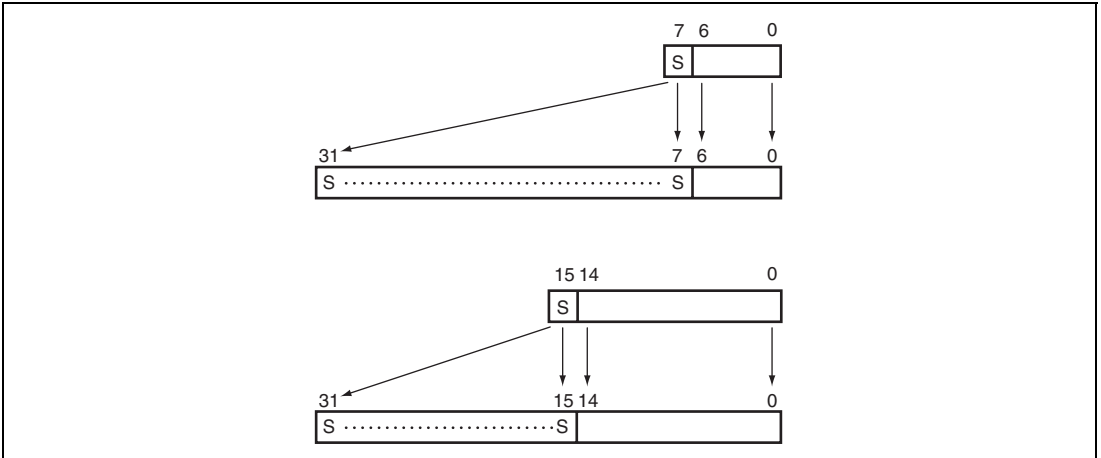 7 6 0
S
31 7 6 0
S ........................................ S
15 14 0
S
31 15 14 0
S ...........................S